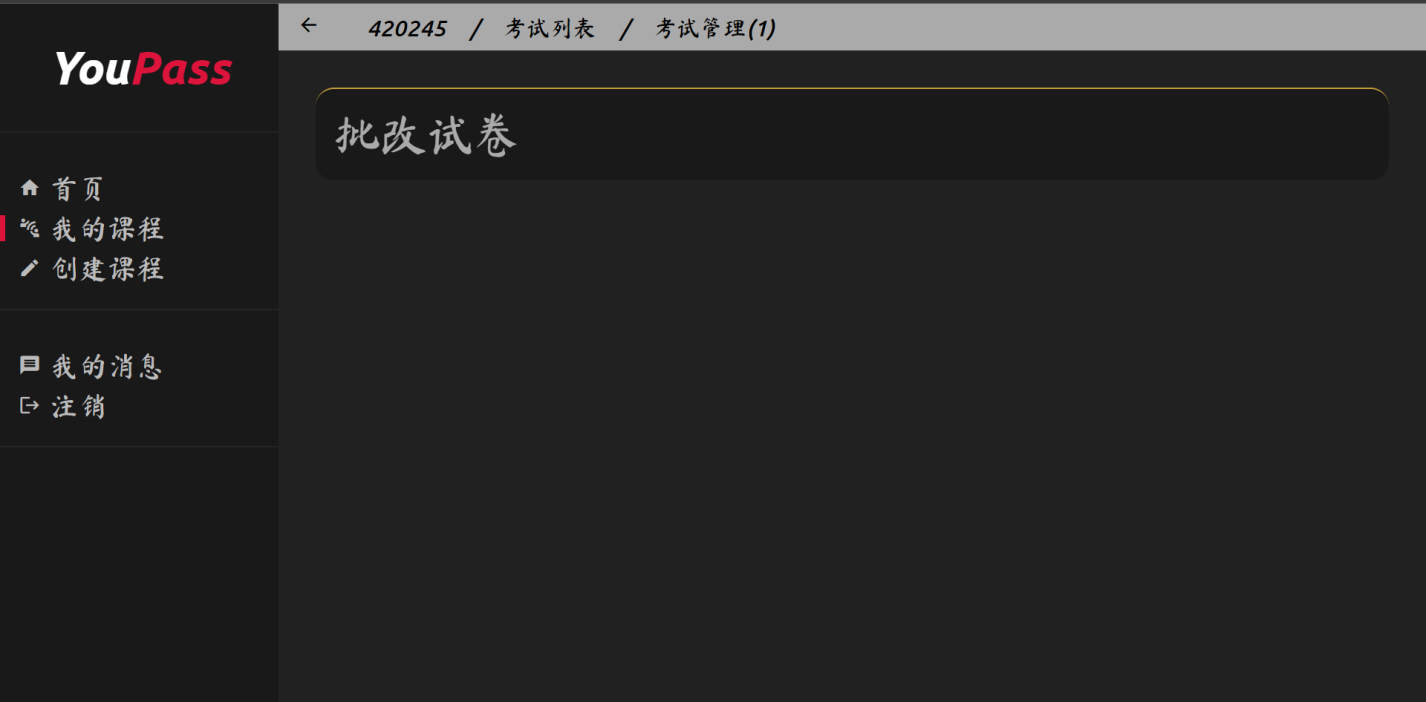 YouPass
首页
我的课程
创建课程
我的消息
注销
420245 / 考试列表 / 考试管理(1)
批改试卷